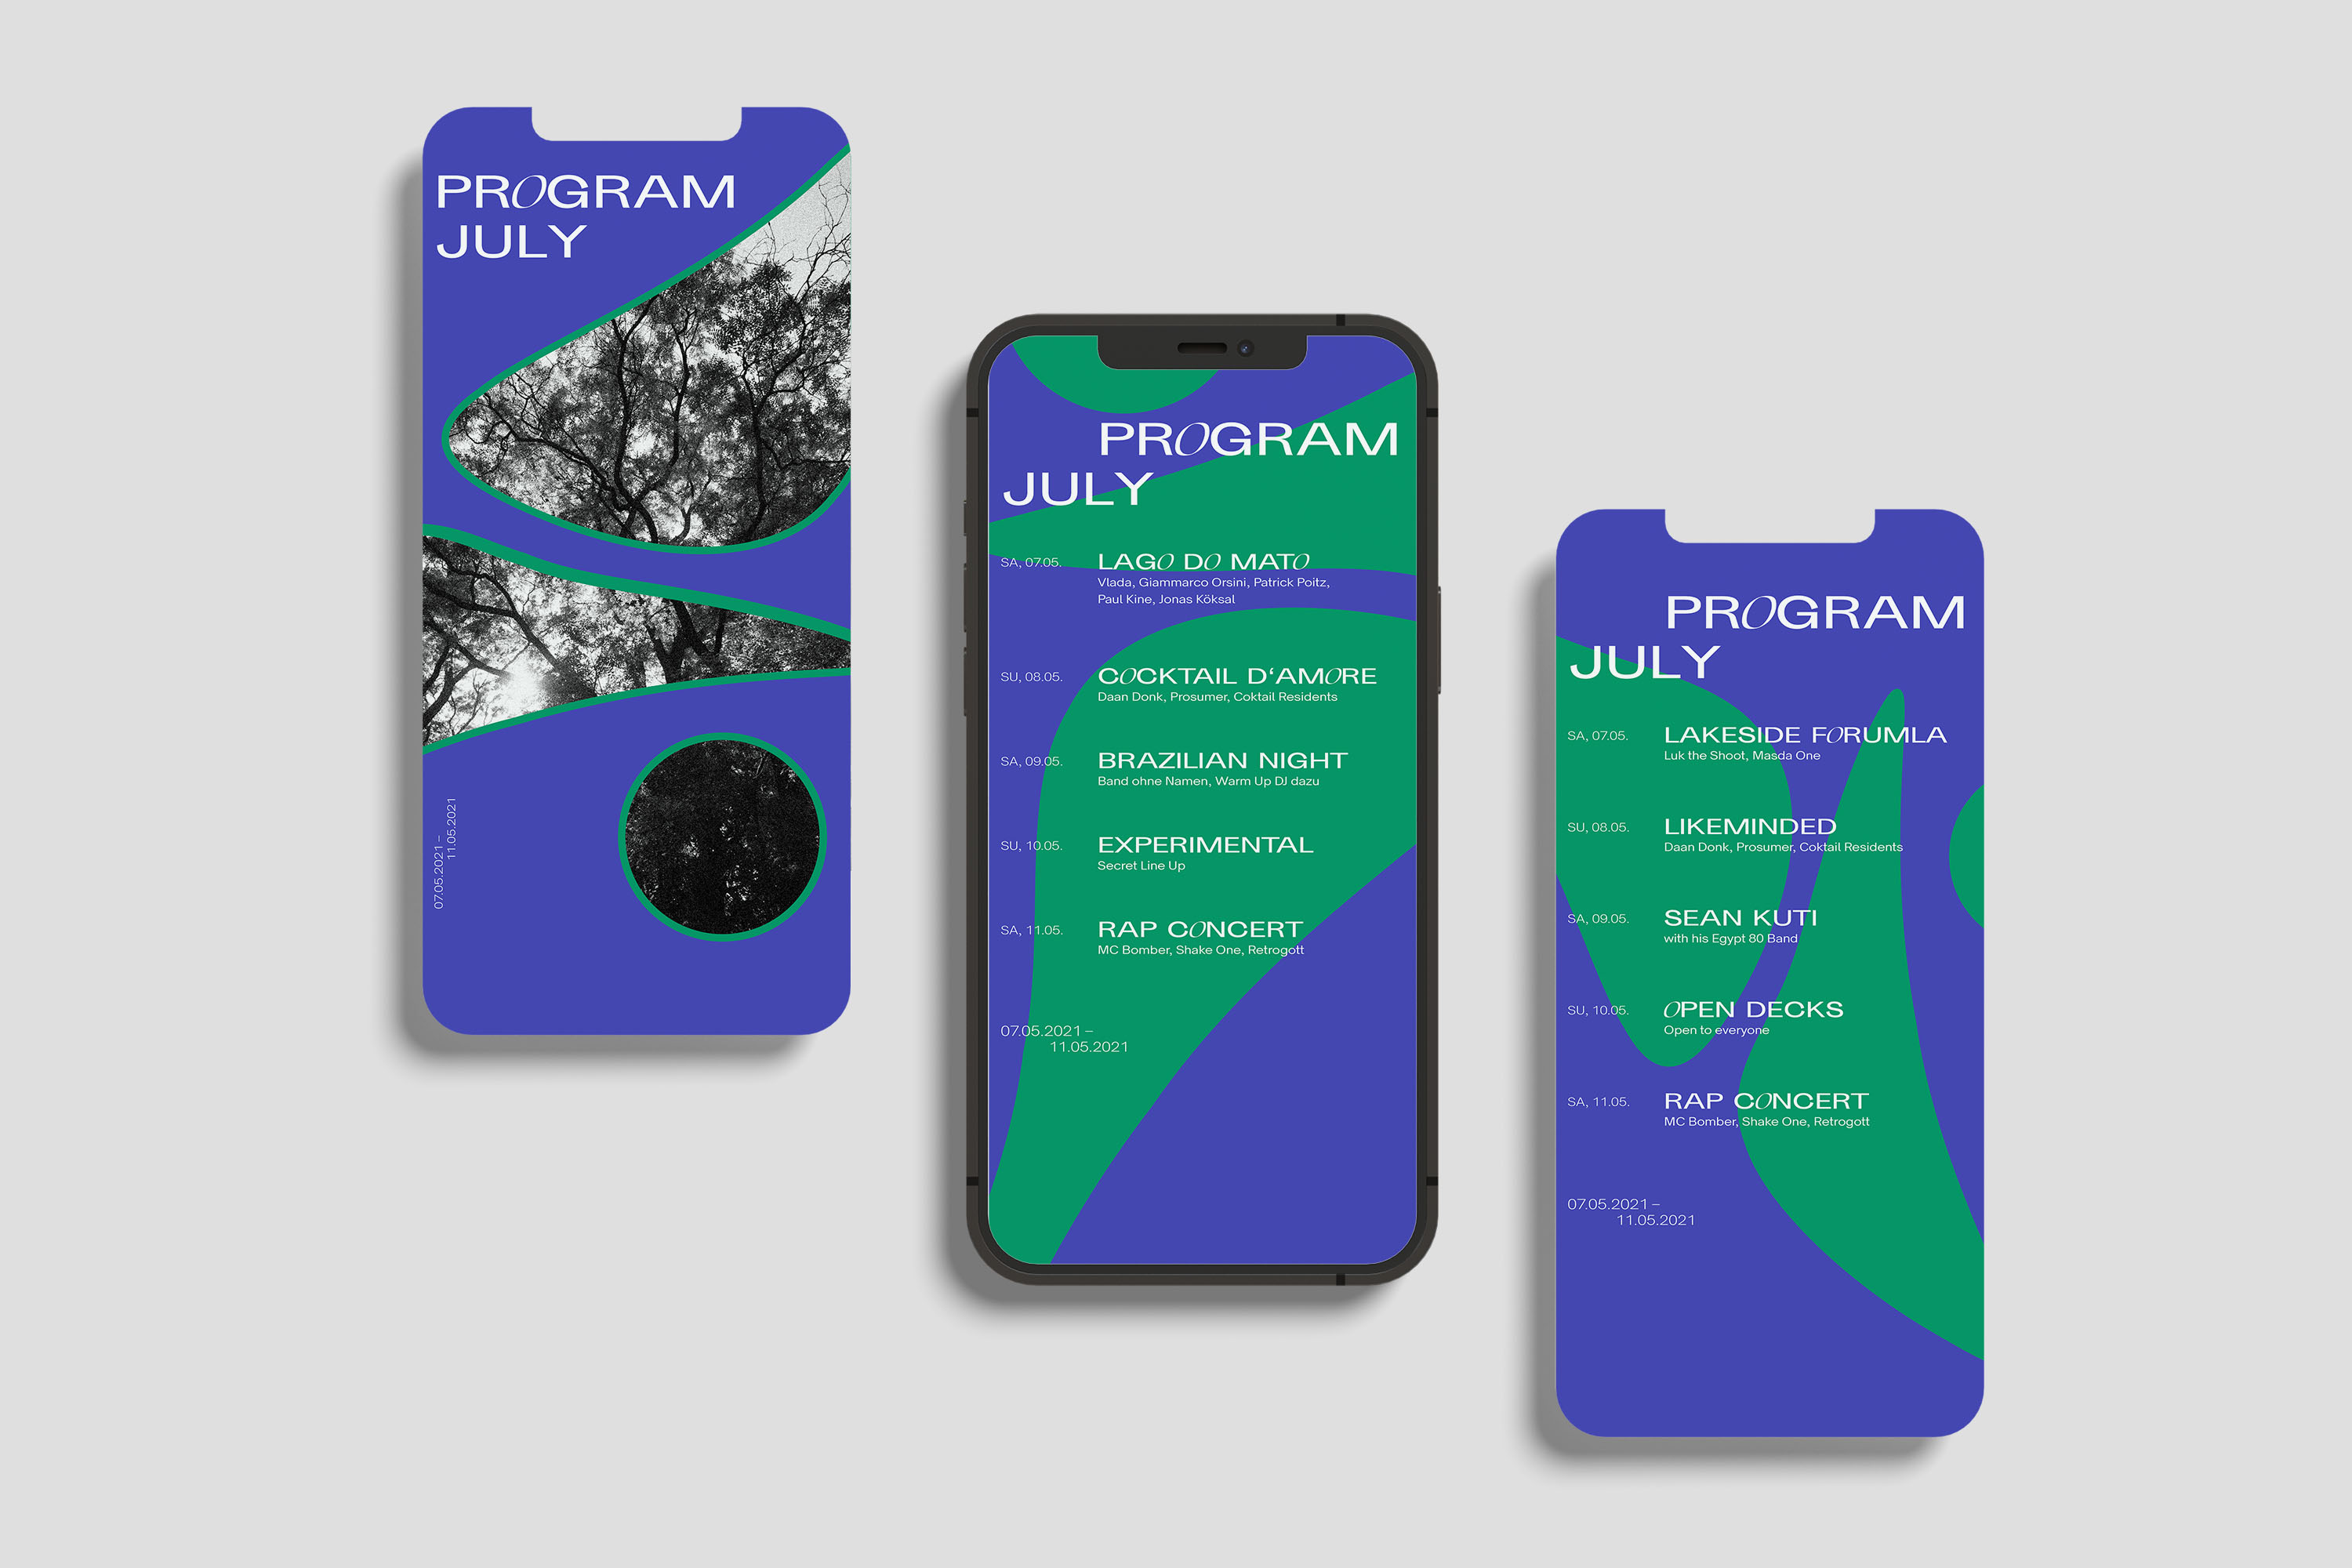 PROGRAM
JULY
07.05.2021 –
11.05.2021
PROGRAM
JULY
SA, 07.05.
LAGO DO MATO
Vlada, Giammarco Orsini, Patrick Poitz,
Paul Kine, Jonas Köksal
SU, 08.05.
COCKTAIL D‘AMORE
Daan Donk, Prosumer, Coktail Residents
SA, 09.05.
BRAZILIAN NIGHT
Band ohne Namen, Warm Up DJ dazu
SU, 10.05.
EXPERIMENTAL
Secret Line Up
SA, 11.05.
RAP CONCERT
MC Bomber, Shake One, Retrogott
07.05.2021 –
11.05.2021
PROGRAM
JULY
SA, 07.05.
LAKESIDE FORUMLA
Luk the Shoot, Masda One
SU, 08.05.
LIKEMINDED
Daan Donk, Prosumer, Coktail Residents
SA, 09.05.
SEAN KUTI
with his Egypt 80 Band
SU, 10.05.
OPEN DECKS
Open to everyone
SA, 11.05.
RAP CONCERT
MC Bomber, Shake One, Retrogott
07.05.2021 –
11.05.2021